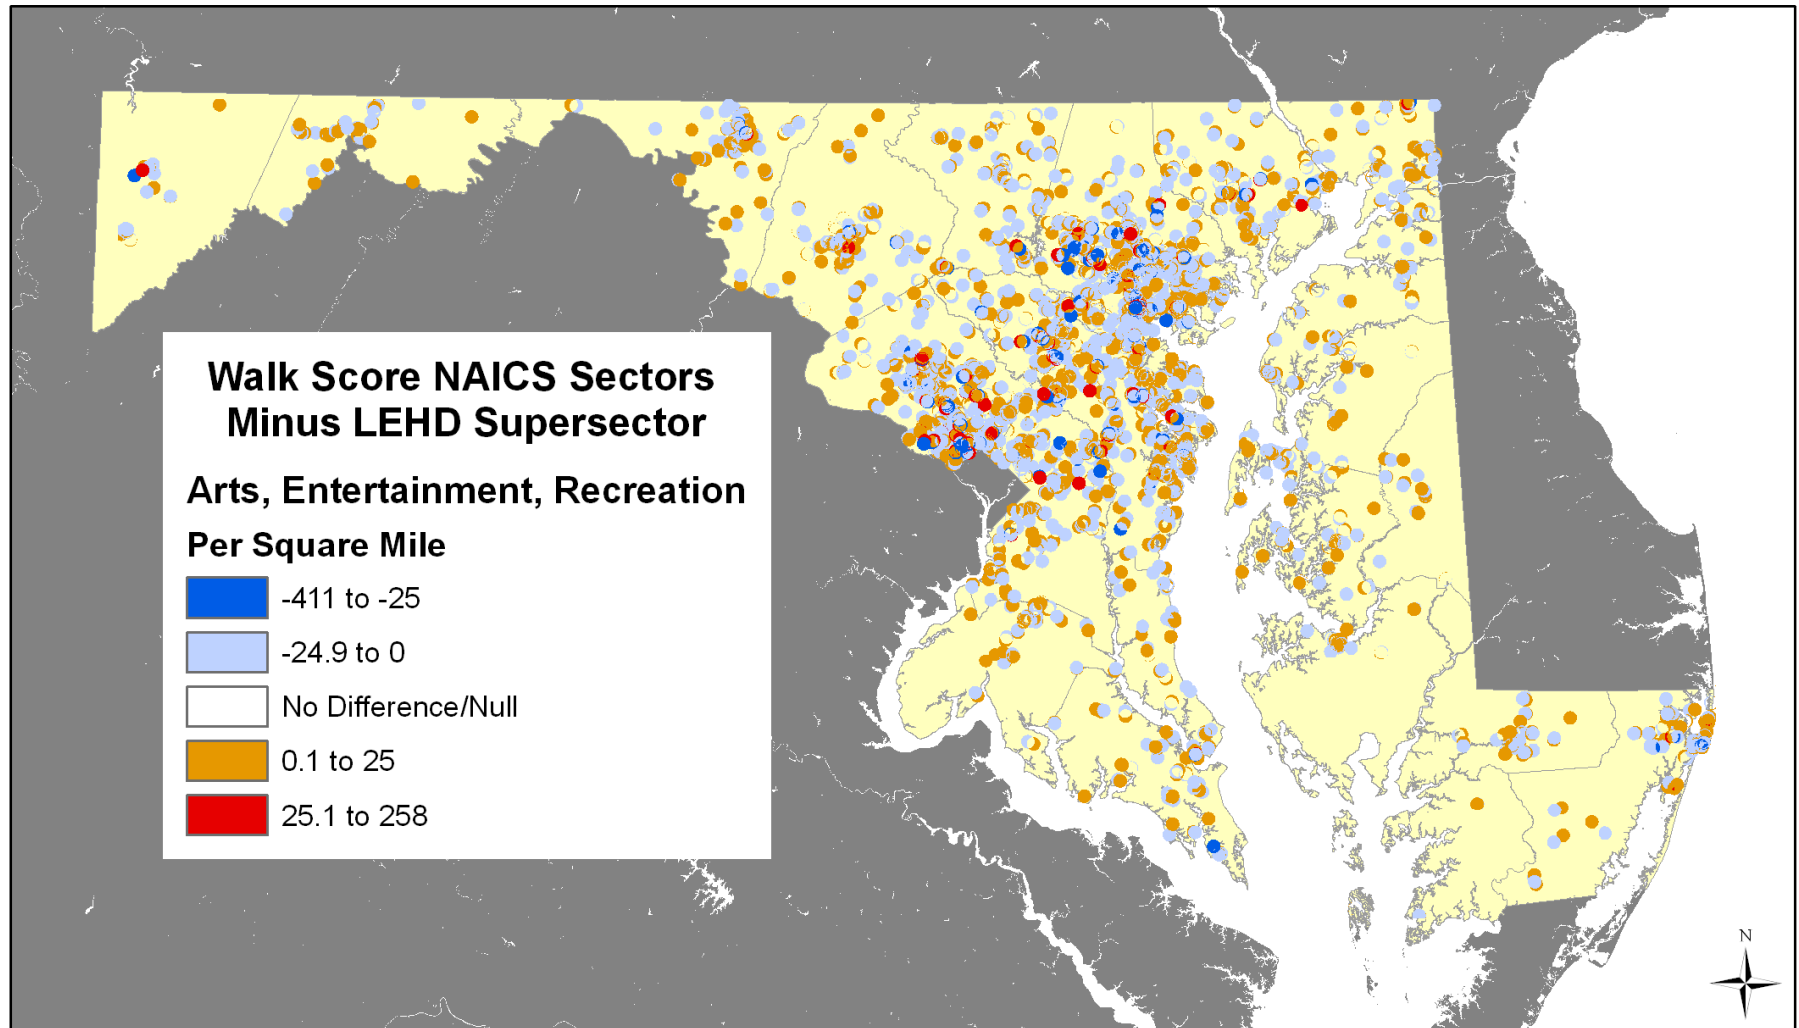 Walk Score NAICS Sectors
Minus LEHD Supersector
Arts, Entertainment, Recreation
Per Square Mile
-411 to -25
-24.9 to 0
No Difference/Null
0.1 to 25
25.1 to 258
N